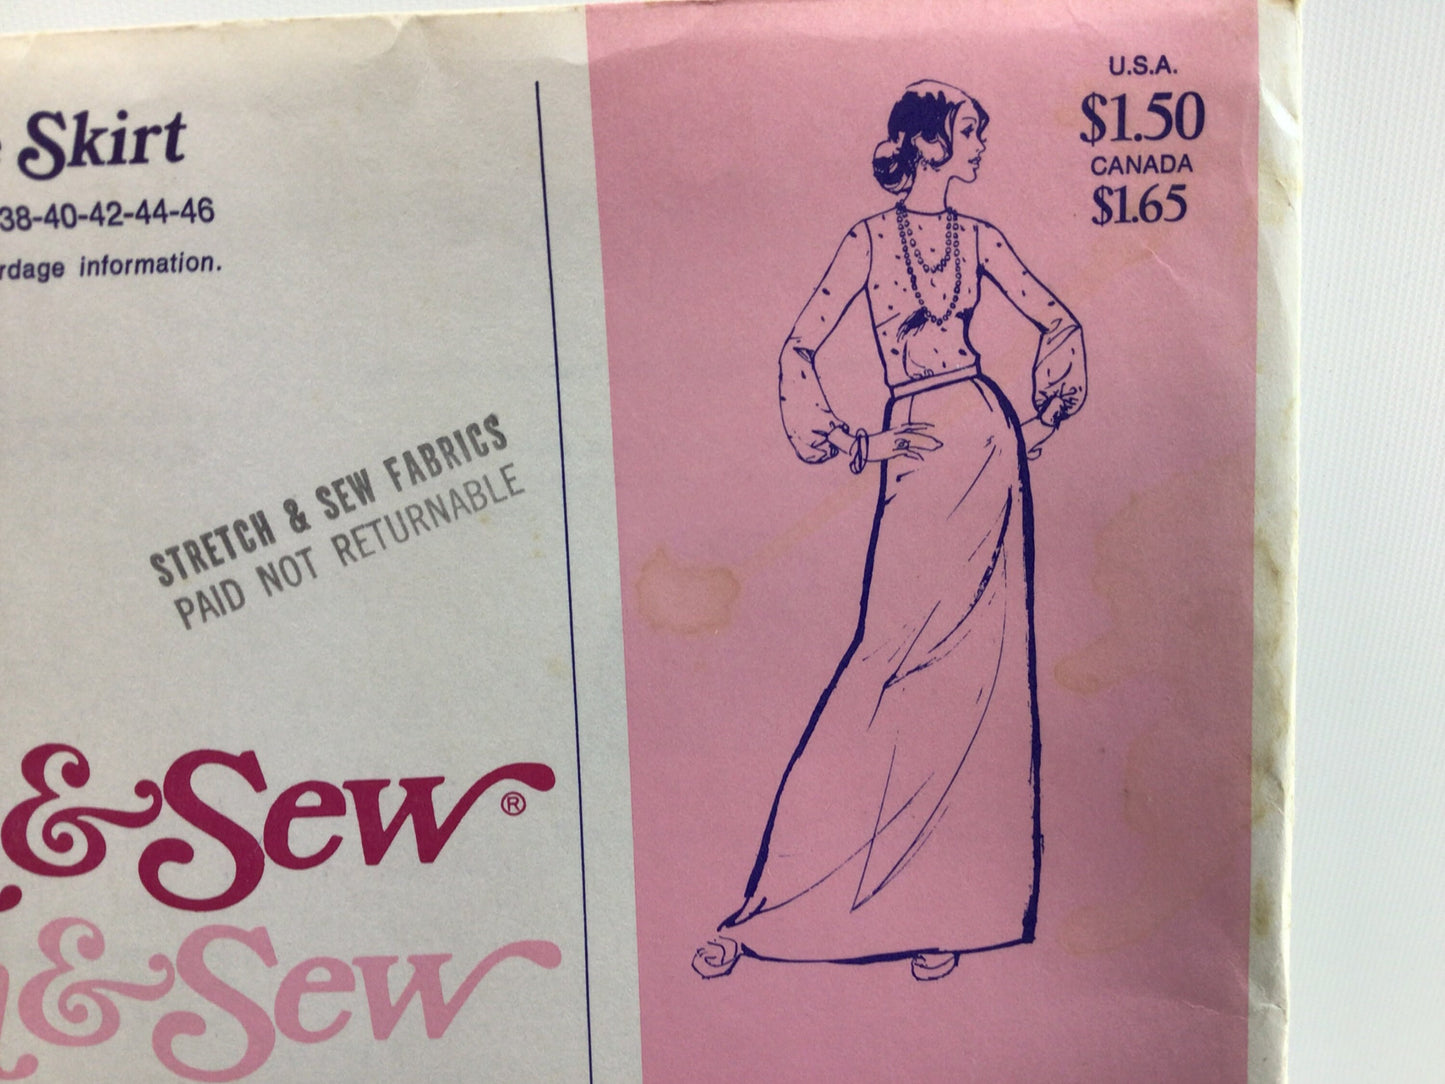 Skirt
38-40-42-44-46
information.
STRETCH & SEW FABRICS
PAID NOT RETURNABLE
& Sew®
& Sew
U.S.A.
$1.50
CANADA
$1.65